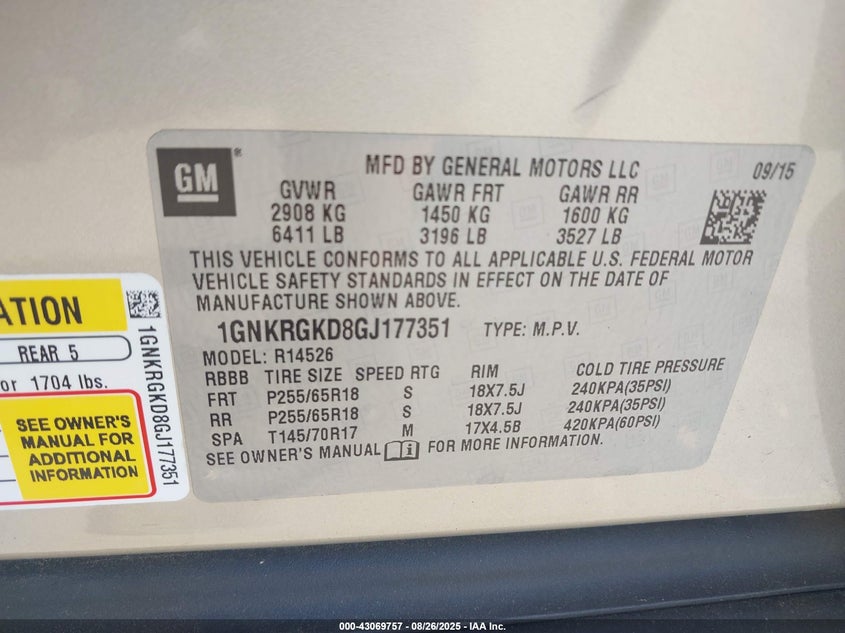 GM
®
MFD BY GENERAL MOTORS LLC
09/15
GVWR GAWR FRT GAWR RR
2908 KG 1450 KG 1600 KG
6411 LB 3196 LB 3527 LB
THIS VEHICLE CONFORMS TO ALL APPLICABLE U.S. FEDERAL MOTOR
VEHICLE SAFETY STANDARDS IN EFFECT ON THE DATE OF
MANUFACTURE SHOWN ABOVE.
1GNKRGKD8GJ177351 TYPE: M.P.V.
MODEL: R14526
RBBB TIRE SIZE SPEED RTG RIM COLD TIRE PRESSURE
FRT P255/65R18 S 18X7.5J 240KPA(35PSI)
RR P255/65R18 S 18X7.5J 240KPA(35PSI)
SPA T145/70R17 M 17X4.5B 420KPA(60PSI)
SEE OWNER'S MANUAL i FOR MORE INFORMATION.
ATION
REAR 5
or 1704 lbs.
SEE OWNER'S
MANUAL FOR
ADDITIONAL
INFORMATION
1GNKRGKD8GJ177351
000-43069757 - 08/26/2025 - IAA Inc.